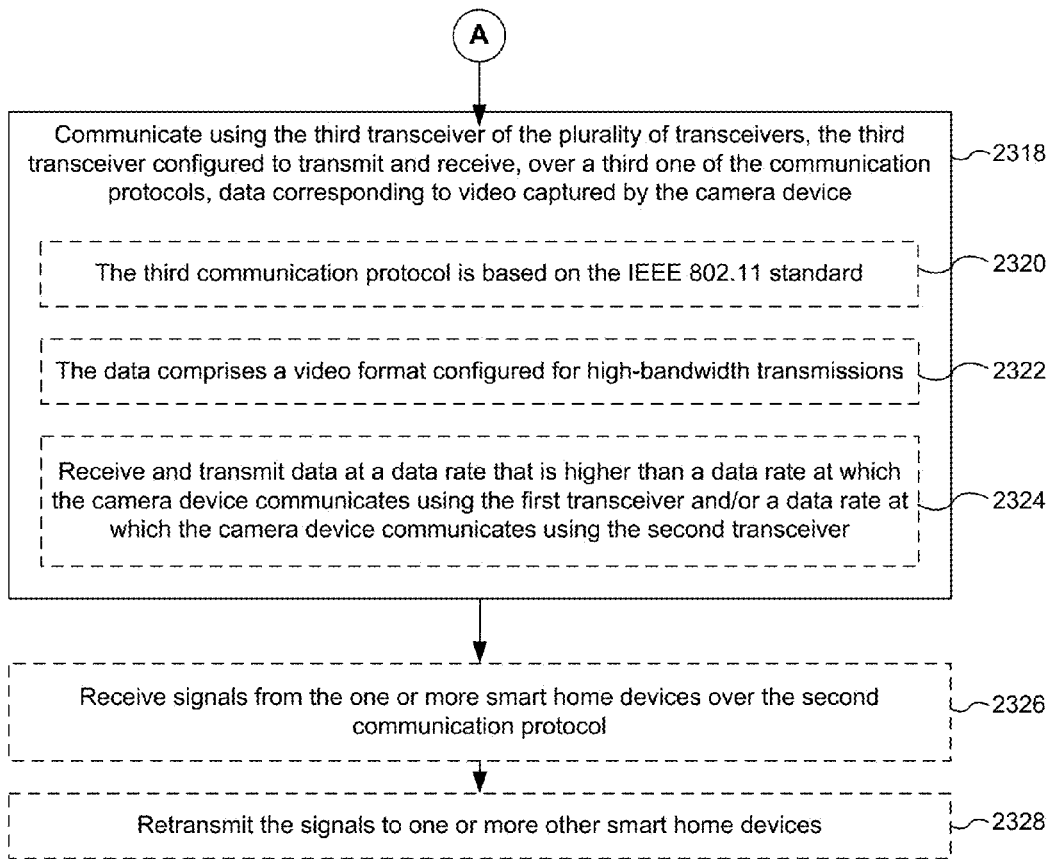 A
Communicate using the third transceiver of the plurality of transceivers, the third
transceiver configured to transmit and receive, over a third one of the communication
protocols, data corresponding to video captured by the camera device
2318
The third communication protocol is based on the IEEE 802.11 standard
2320
The data comprises a video format configured for high-bandwidth transmissions
2322
Receive and transmit data at a data rate that is higher than a data rate at which
the camera device communicates using the first transceiver and/or a data rate at
which the camera device communicates using the second transceiver
2324
Receive signals from the one or more smart home devices over the second
communication protocol
2326
Retransmit the signals to one or more other smart home devices
2328